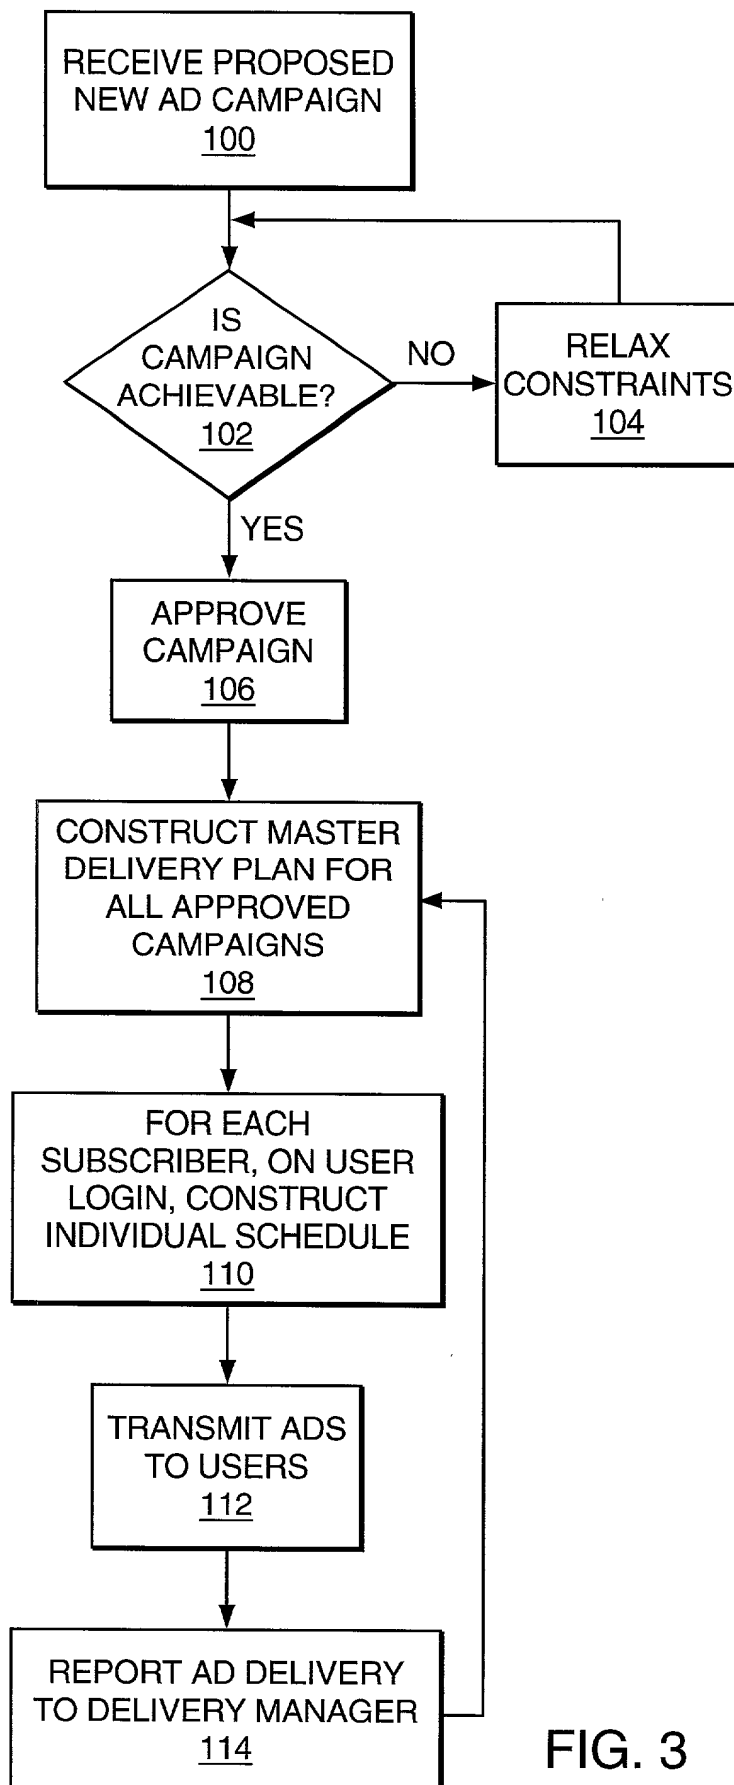 RECEIVE PROPOSED
NEW AD CAMPAIGN
100
IS
CAMPAIGN
ACHIEVABLE?
102
NO
RELAX
CONSTRAINTS
104
YES
APPROVE
CAMPAIGN
106
CONSTRUCT MASTER
DELIVERY PLAN FOR
ALL APPROVED
CAMPAIGNS
108
FOR EACH
SUBSCRIBER, ON USER
LOGIN, CONSTRUCT
INDIVIDUAL SCHEDULE
110
TRANSMIT ADS
TO USERS
112
REPORT AD DELIVERY
TO DELIVERY MANAGER
114
FIG. 3